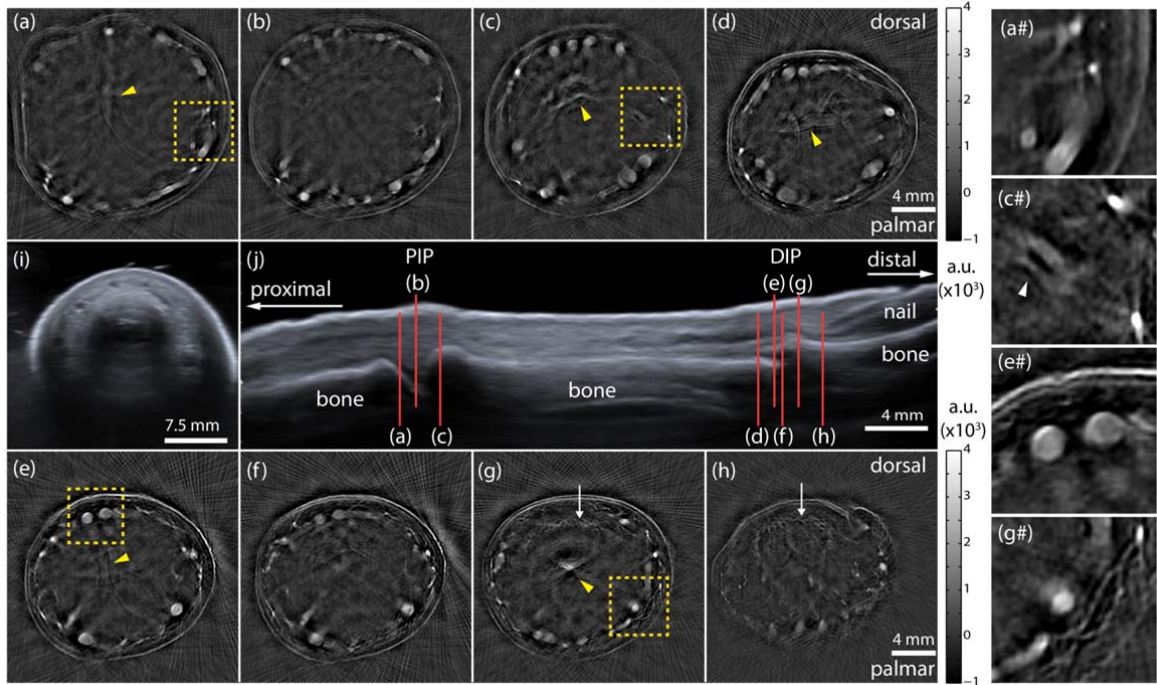 (a)
(b)
(c)
(d)
dorsal
4 mm
palmar
4
3
2
1
0
−1
a.u.
(x10³)
(a#)
(c#)
(i)
7.5 mm
(j)
PIP
(b)
proximal
DIP
(e) (g)
distal
nail
bone
bone
bone
(a)
(c)
(d)
(f)
(h)
4 mm
a.u.
(x10³)
4
3
2
1
0
−1
(e#)
(g#)
(e)
(f)
(g)
(h)
dorsal
4 mm
palmar